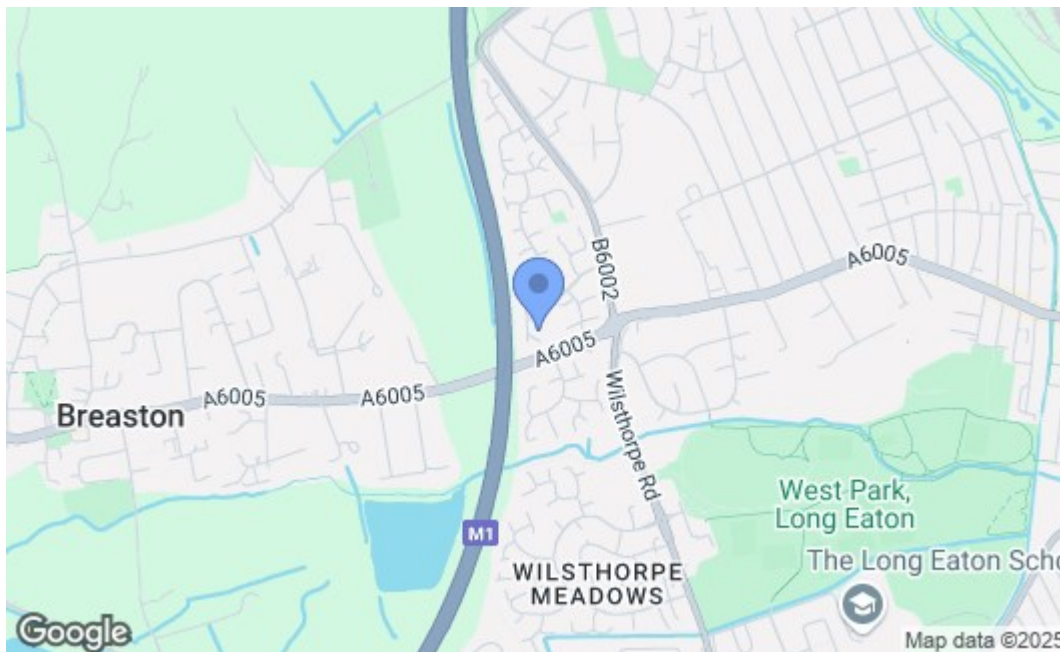 B6002
A6005
A6005
A6005
A6005
Breaston
Wilsthorpe Rd
West Park,
Long Eaton
M1
The Long Eaton Scho
WILSTHORPE
MEADOWS
Google
Map data ©2025